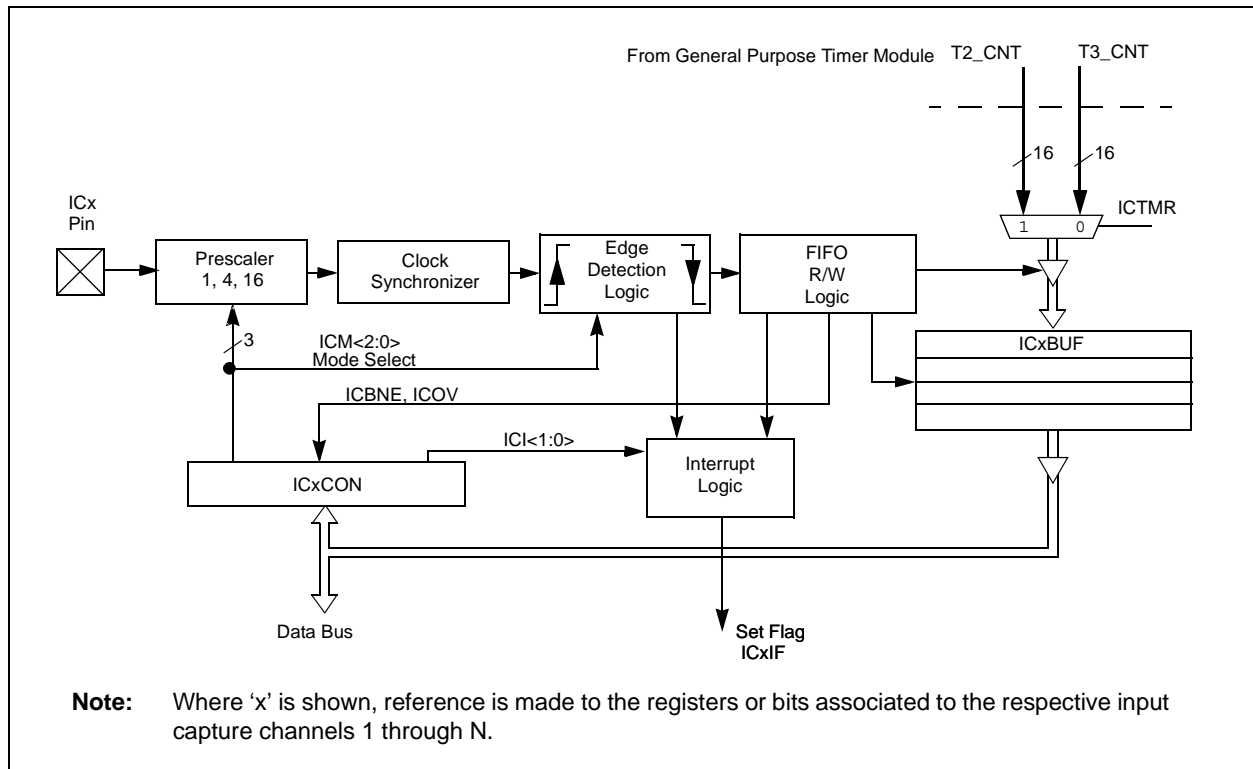 From General Purpose Timer Module
T2_CNT
T3_CNT
16
16
ICx
Pin
1
0
ICTMR
Prescaler
1, 4, 16
Clock
Synchronizer
Edge
Detection
Logic
FIFO
R/W
Logic
3
ICM<2:0>
Mode Select
ICxBUF
ICBNE, ICOV
ICI<1:0>
ICxCON
Interrupt
Logic
Data Bus
Set Flag
ICxIF
Note: Where ‘x’ is shown, reference is made to the registers or bits associated to the respective input
capture channels 1 through N.